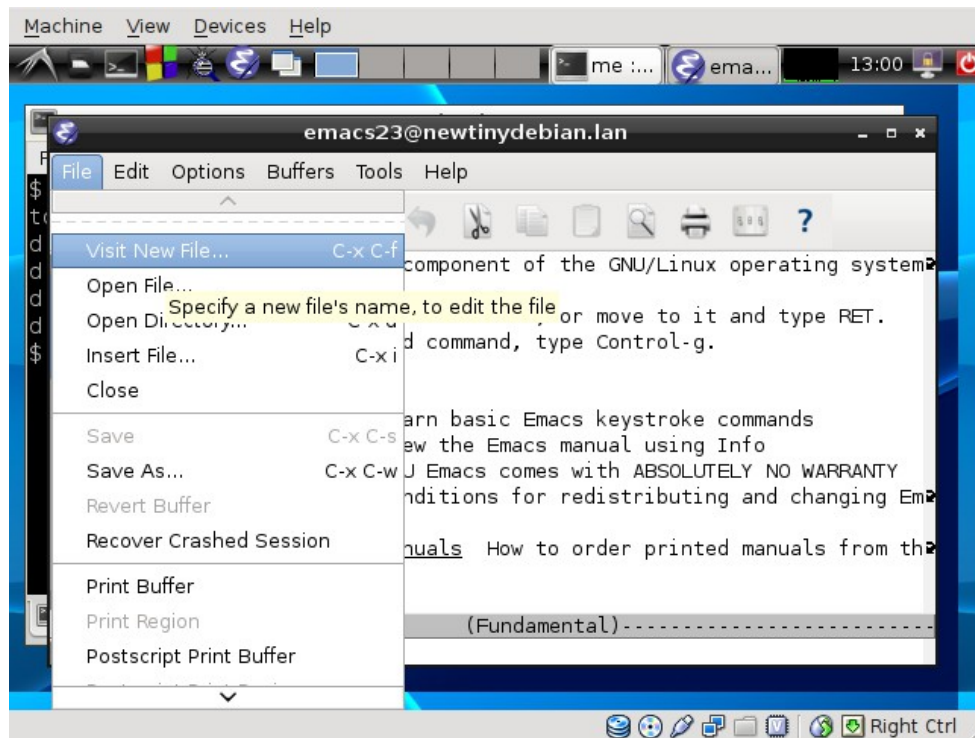 Machine View Devices Help
me :... ema... 13:00
emacs23@newtinydebian.lan
File Edit Options Buffers Tools Help
$
Visit New File... C-x C-f
component of the GNU/Linux operating system
Open File...
Specify a new file's name, to edit the file
or move to it and type RET.
Open Directory... C-x d
Insert File... C-x i
d command, type Control-g.
Close
arn basic Emacs keystroke commands
Save C-x C-s
ew the Emacs manual using Info
Save As... C-x C-w
U Emacs comes with ABSOLUTELY NO WARRANTY
Revert Buffer
nditions for redistributing and changing Em
Recover Crashed Session
nuals How to order printed manuals from th
Print Buffer
Print Region
(Fundamental)--------------------------
Postscript Print Buffer
Right Ctrl